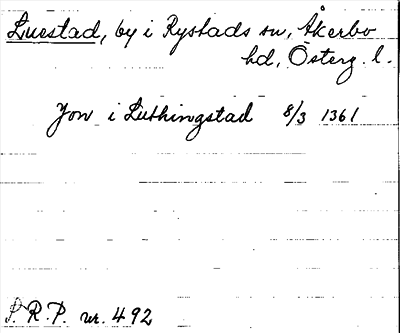 Luestad, by i Rystads sn, Åkerbo
hd, Österg. l.
Jon i Luthingstad 8/3 1361
S.R.P. nr. 492